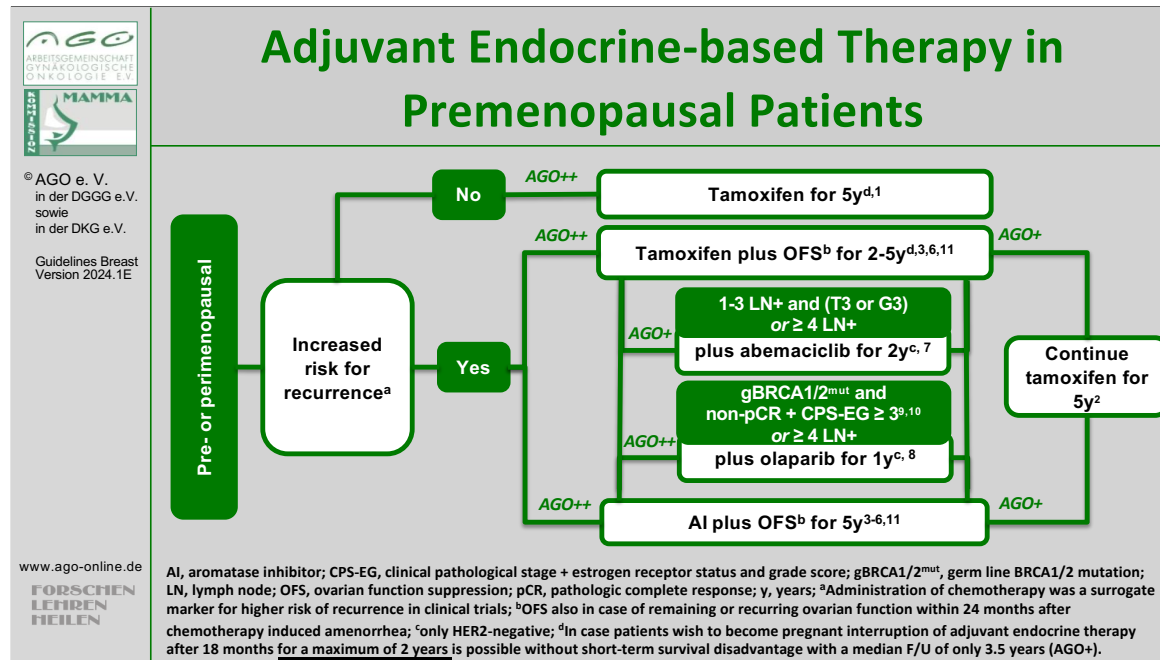 AGO
ARBEITSGEMEINSCHAFT
GYNÄKOLOGISCHE
ONKOLOGIE E.V.
KOMMISSION
MAMMA
© AGO e. V.
in der DGGG e.V.
sowie
in der DKG e.V.
Guidelines Breast
Version 2024.1E
www.ago-online.de
FORSCHEN
LEHREN
HEILEN
Adjuvant Endocrine-based Therapy in
Premenopausal Patients
Pre- or perimenopausal
Increased
risk for
recurrenceᵃ
No
AGO++
Tamoxifen for 5yᵈ,¹
Yes
AGO++
Tamoxifen plus OFSᵇ for 2-5yᵈ,³,⁶,¹¹
AGO+
1-3 LN+ and (T3 or G3)
or ≥ 4 LN+
AGO+
plus abemaciclib for 2yᶜ, ⁷
gBRCA1/2ᵐᵘᵗ and
non-pCR + CPS-EG ≥ 3⁹,¹⁰
or ≥ 4 LN+
AGO++
plus olaparib for 1yᶜ, ⁸
AGO++
AI plus OFSᵇ for 5y³⁻⁶,¹¹
AGO+
Continue
tamoxifen for
5y²
AI, aromatase inhibitor; CPS-EG, clinical pathological stage + estrogen receptor status and grade score; gBRCA1/2ᵐᵘᵗ, germ line BRCA1/2 mutation;
LN, lymph node; OFS, ovarian function suppression; pCR, pathologic complete response; y, years; ᵃAdministration of chemotherapy was a surrogate
marker for higher risk of recurrence in clinical trials; ᵇOFS also in case of remaining or recurring ovarian function within 24 months after
chemotherapy induced amenorrhea; ᶜonly HER2-negative; ᵈIn case patients wish to become pregnant interruption of adjuvant endocrine therapy
after 18 months for a maximum of 2 years is possible without short-term survival disadvantage with a median F/U of only 3.5 years (AGO+).